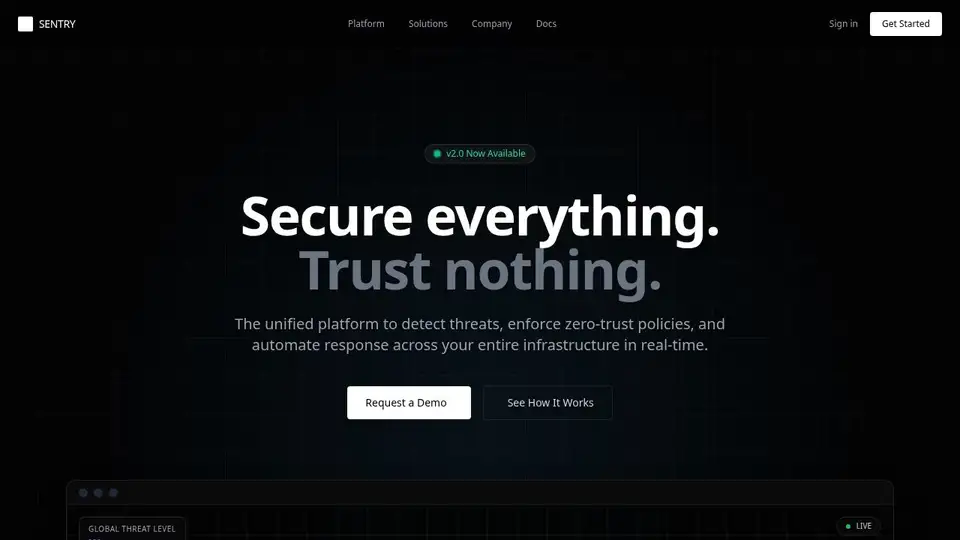 SENTRY
Platform
Solutions
Company
Docs
Sign in
Get Started
v2.0 Now Available
Secure everything.
Trust nothing.
The unified platform to detect threats, enforce zero-trust policies, and
automate response across your entire infrastructure in real-time.
Request a Demo
See How It Works
GLOBAL THREAT LEVEL
LIVE